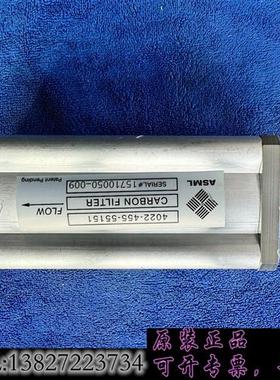 ASML
4022-455-55151
CARBON FILTER
FLOW
SERIAL# 15710050-009
Patent Pending
原装正品
可开专票.
.:13827223734